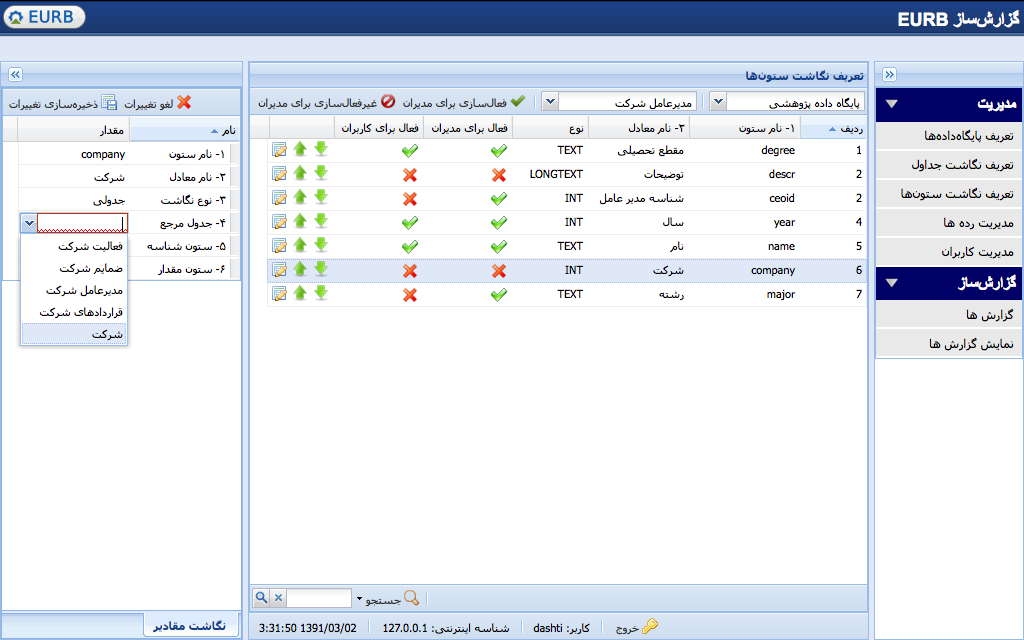 گزارش‌ساز EURB
EURB
مدیریت
تعریف پایگاه‌داده‌ها
تعریف نگاشت جداول
تعریف نگاشت ستون‌ها
مدیریت رده ها
مدیریت کاربران
گزارش‌ساز
گزارش ها
نمایش گزارش ها
تعریف نگاشت ستون‌ها
پایگاه داده پژوهشی مدیرعامل شرکت فعال‌سازی برای مدیران غیرفعال‌سازی برای مدیران
ردیف ۱- نام ستون ۲- نام معادل نوع فعال برای مدیران فعال برای کاربران
1 degree مقطع تحصیلی TEXT
2 descr توضیحات LONGTEXT
2 ceoid شناسه مدیر عامل INT
4 year سال INT
5 name نام TEXT
6 company شرکت INT
7 major رشته TEXT
جستجو
خروج کاربر: dashti شناسه اینترنتی: 127.0.0.1 1391/03/02 3:31:50
لغو تغییرات ذخیره‌سازی تغییرات
نام مقدار
۱- نام ستون company
۲- نام معادل شرکت
۳- نوع نگاشت جدولی
۴- جدول مرجع
۵- ستون شناسه
۶- ستون مقدار
فعالیت شرکت
ضمایم شرکت
مدیرعامل شرکت
قراردادهای شرکت
شرکت
نگاشت مقادیر